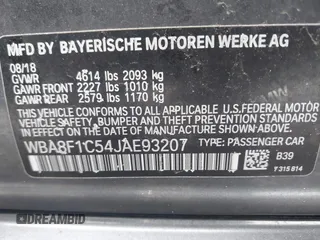 MFD BY BAYERISCHE MOTOREN WERKE AG
08/18
GVWR 4614 lbs 2093 kg
GAWR FRONT 2227 lbs 1010 kg
GAWR REAR 2579 lbs 1170 kg
THIS VEHICLE CONFORMS TO ALL APPLICABLE U.S. FEDERAL MOTOR
VEHICLE SAFETY, BUMPER AND THEFT PREVENTION STANDARDS
IN EFFECT ON THE DATE OF MANUFACTURE SHOWN ABOVE.
WBA8F1C54JAE93207 TYPE: PASSENGER CAR
B39
T 315 814